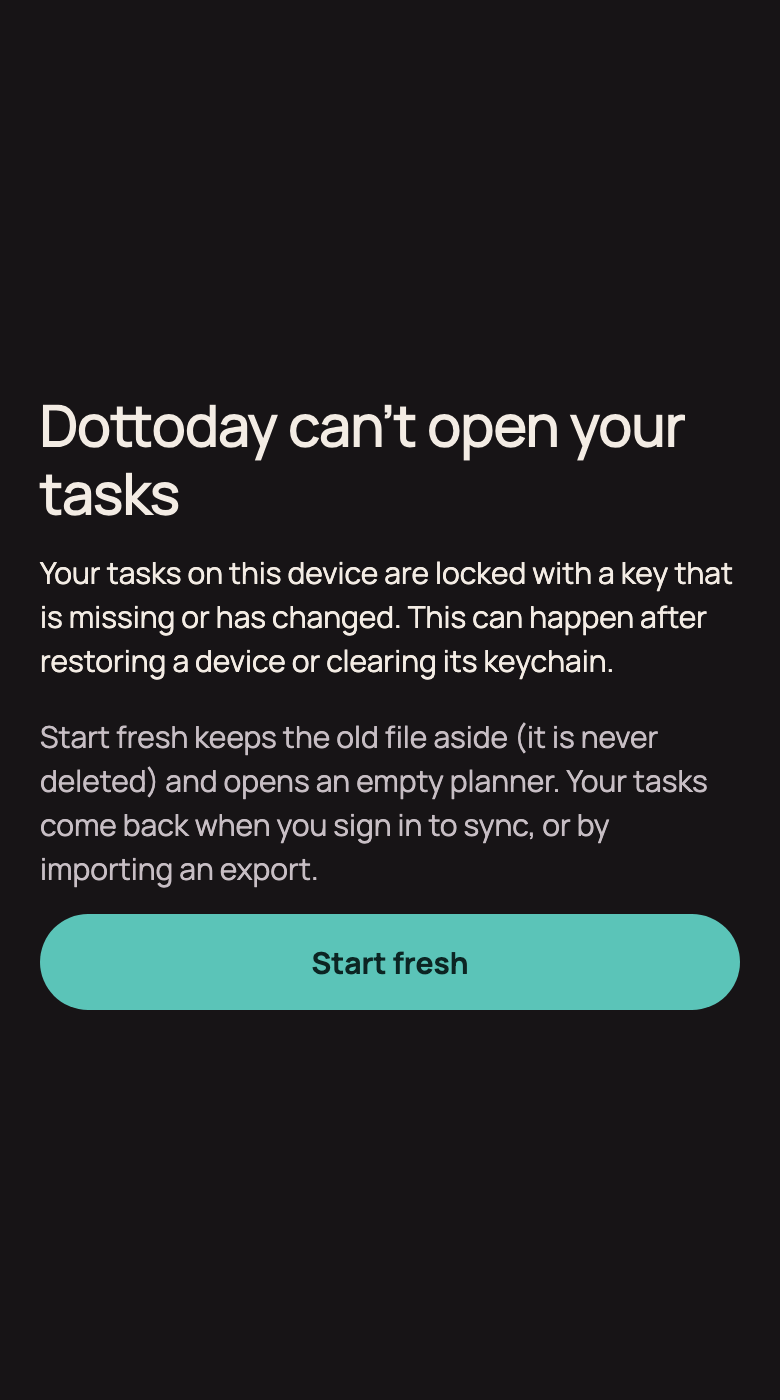 Dottoday can’t open your
tasks
Your tasks on this device are locked with a key that
is missing or has changed. This can happen after
restoring a device or clearing its keychain.
Start fresh keeps the old file aside (it is never
deleted) and opens an empty planner. Your tasks
come back when you sign in to sync, or by
importing an export.
Start fresh